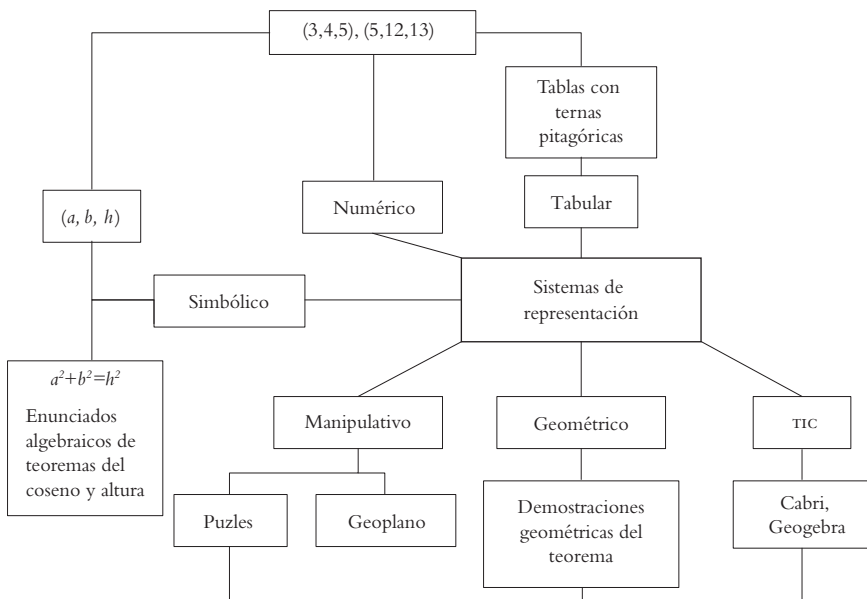 (3,4,5), (5,12,13)
Tablas con
ternas
pitagóricas
(a, b, h)
Numérico
Tabular
Simbólico
Sistemas de
representación
a²+b²=h²
Enunciados
algebraicos de
teoremas del
coseno y altura
Manipulativo
Geométrico
TIC
Puzles
Geoplano
Demostraciones
geométricas del
teorema
Cabri,
Geogebra